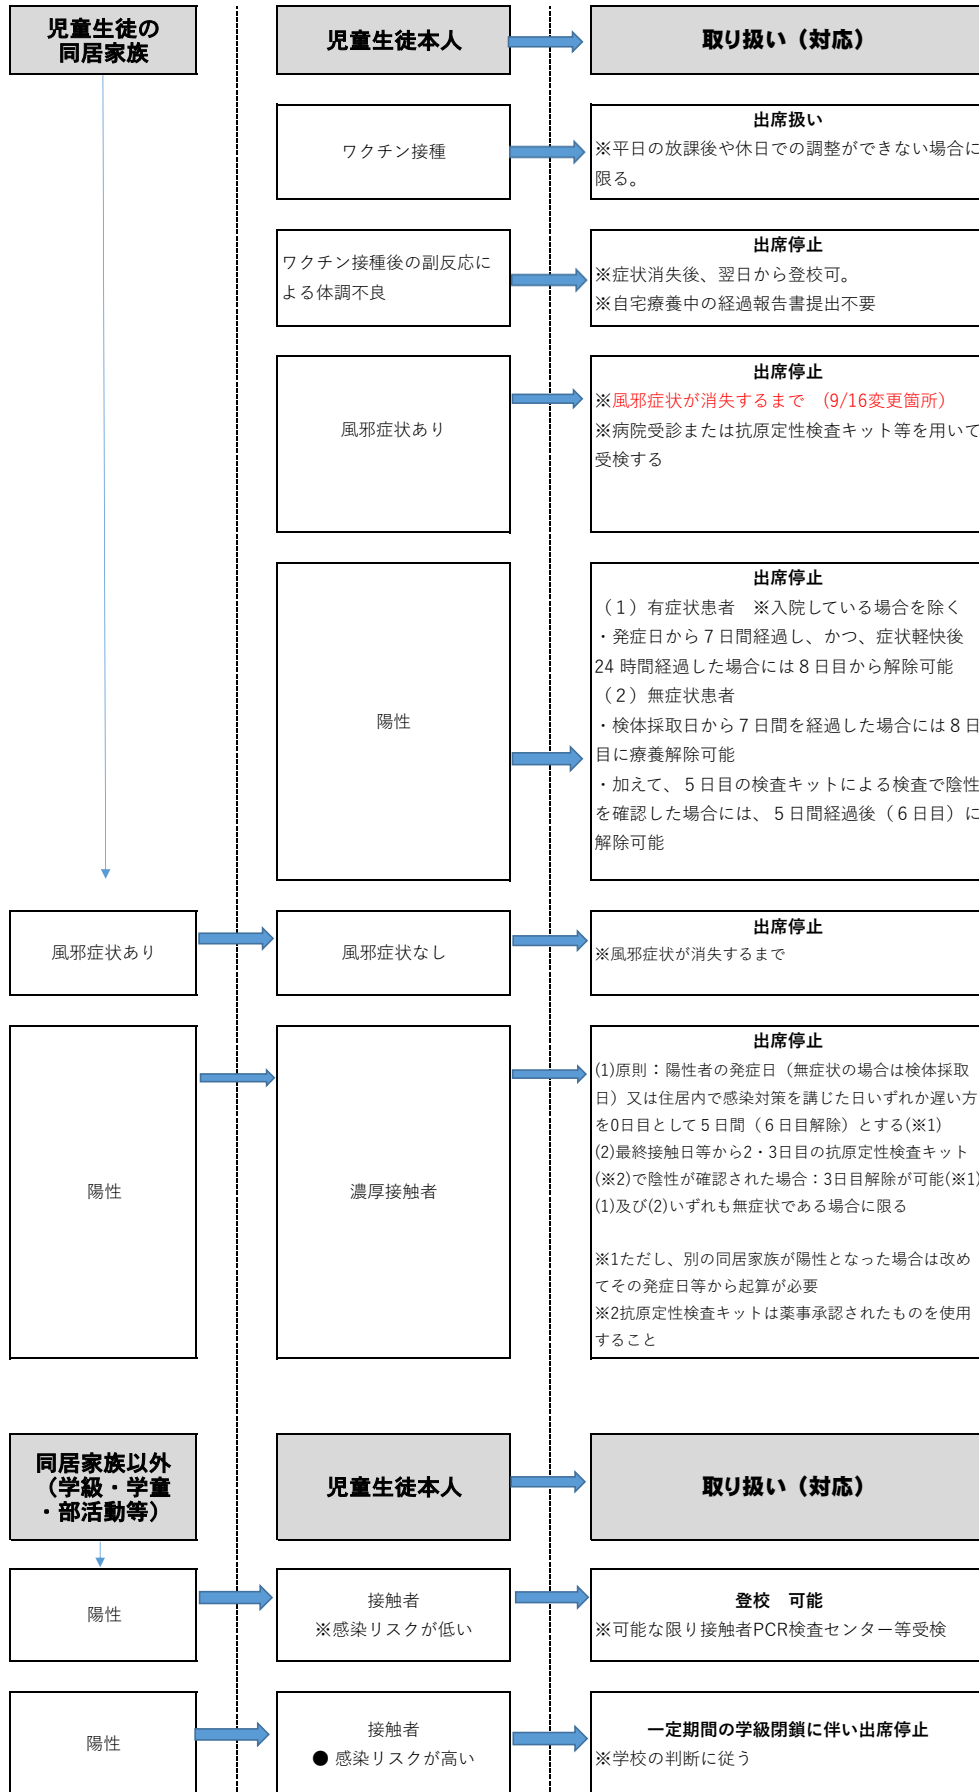 児童生徒の
同居家族
児童生徒本人
取り扱い（対応）
ワクチン接種
出席扱い
※平日の放課後や休日での調整ができない場合に
限る。
ワクチン接種後の副反応に
よる体調不良
出席停止
※症状消失後、翌日から登校可。
※自宅療養中の経過報告書提出不要
風邪症状あり
出席停止
※風邪症状が消失するまで　(9/16変更箇所)
※病院受診または抗原定性検査キット等を用いて
受検する
陽性
出席停止
（１）有症状患者　※入院している場合を除く
・発症日から７日間経過し、かつ、症状軽快後
24 時間経過した場合には８日目から解除可能
（２）無症状患者
・検体採取日から７日間を経過した場合には８日
目に療養解除可能
・加えて、５日目の検査キットによる検査で陰性
を確認した場合には、５日間経過後（６日目）に
解除可能
風邪症状あり
風邪症状なし
出席停止
※風邪症状が消失するまで
陽性
濃厚接触者
出席停止
(1)原則：陽性者の発症日（無症状の場合は検体採取
日）又は住居内で感染対策を講じた日いずれか遅い方
を0日目として５日間（６日目解除）とする(※1)
(2)最終接触日等から2・3日目の抗原定性検査キット
(※2)で陰性が確認された場合：3日目解除が可能(※1)
(1)及び(2)いずれも無症状である場合に限る
※1ただし、別の同居家族が陽性となった場合は改め
てその発症日等から起算が必要
※2抗原定性検査キットは薬事承認されたものを使用
すること
同居家族以外
（学級・学童
・部活動等）
児童生徒本人
取り扱い（対応）
陽性
接触者
※感染リスクが低い
登校　可能
※可能な限り接触者PCR検査センター等受検
陽性
接触者
● 感染リスクが高い
一定期間の学級閉鎖に伴い出席停止
※学校の判断に従う